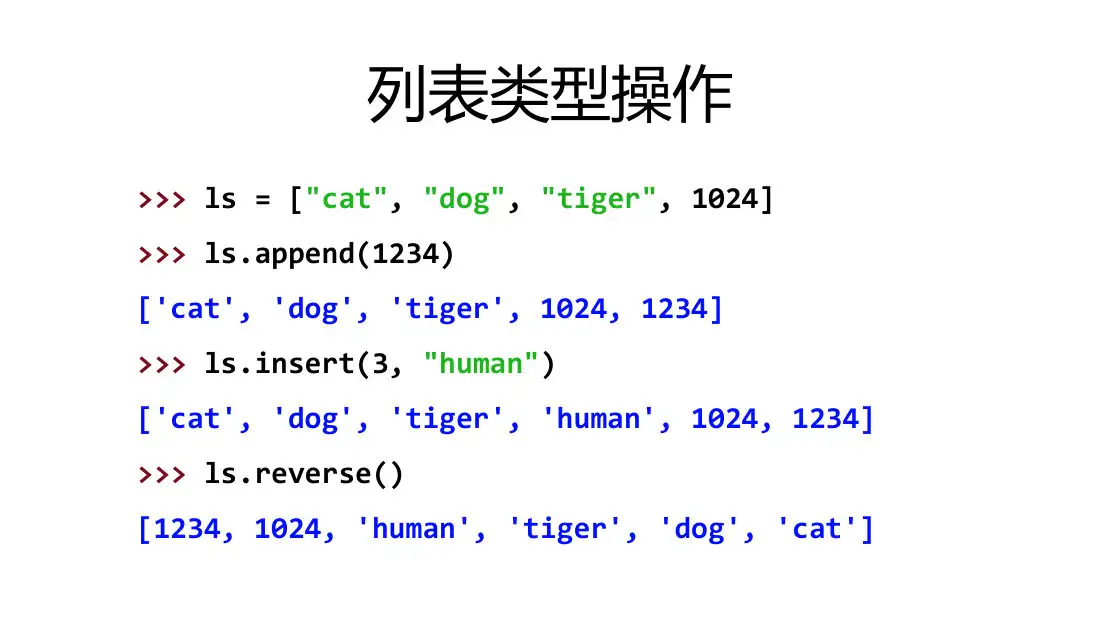 列表类型操作
>>> ls = ["cat", "dog", "tiger", 1024]
>>> ls.append(1234)
['cat', 'dog', 'tiger', 1024, 1234]
>>> ls.insert(3, "human")
['cat', 'dog', 'tiger', 'human', 1024, 1234]
>>> ls.reverse()
[1234, 1024, 'human', 'tiger', 'dog', 'cat']